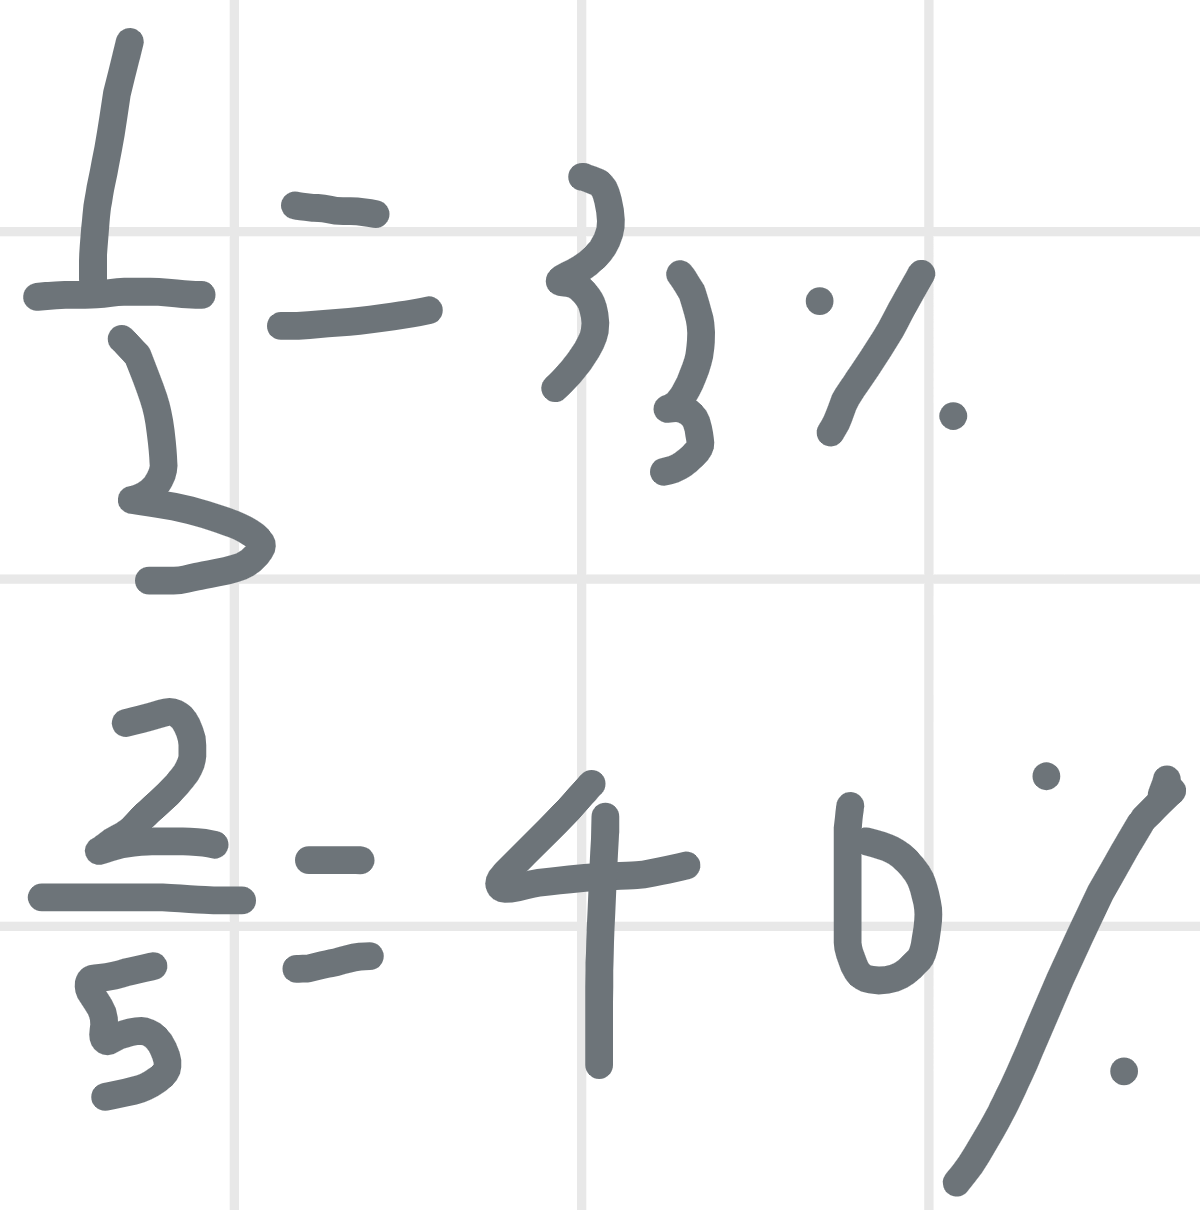 1/3 = 33%
2/5 = 40%